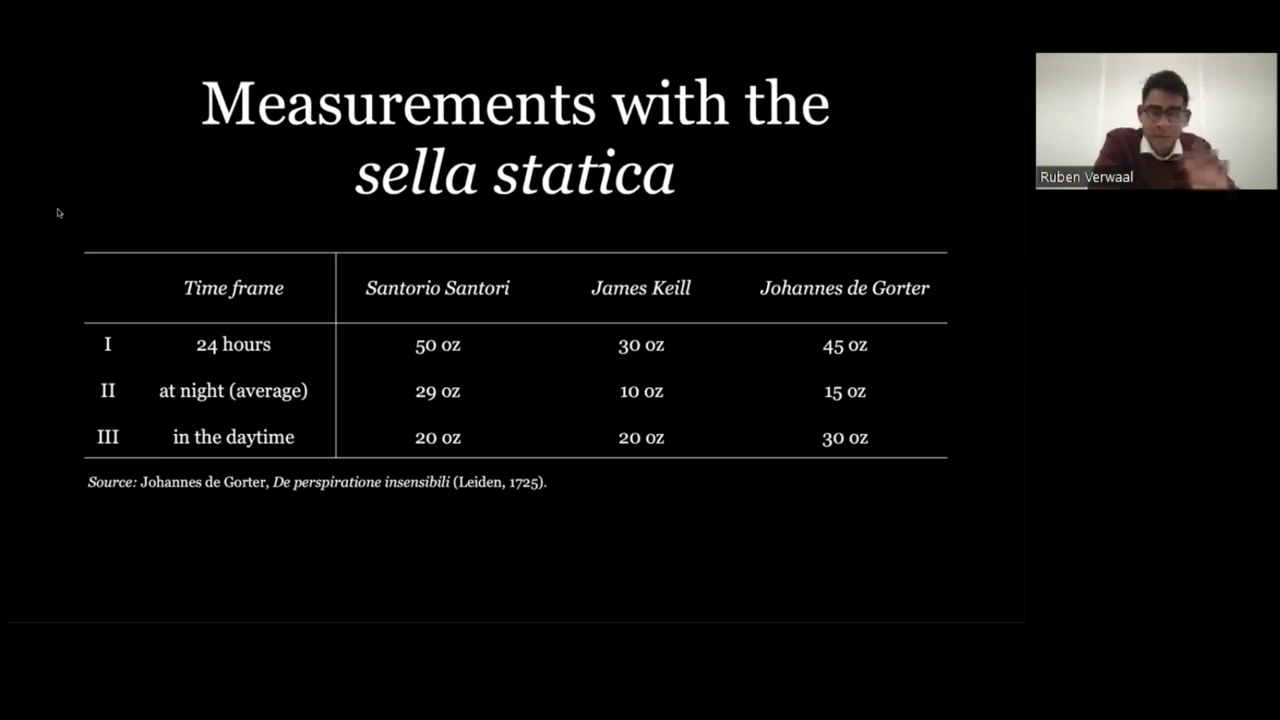 Measurements with the
sella statica
Ruben Verwaal
Time frame Santorio Santori James Keill Johannes de Gorter
I 24 hours 50 oz 30 oz 45 oz
II at night (average) 29 oz 10 oz 15 oz
III in the daytime 20 oz 20 oz 30 oz
Source: Johannes de Gorter, De perspiratione insensibili (Leiden, 1725).